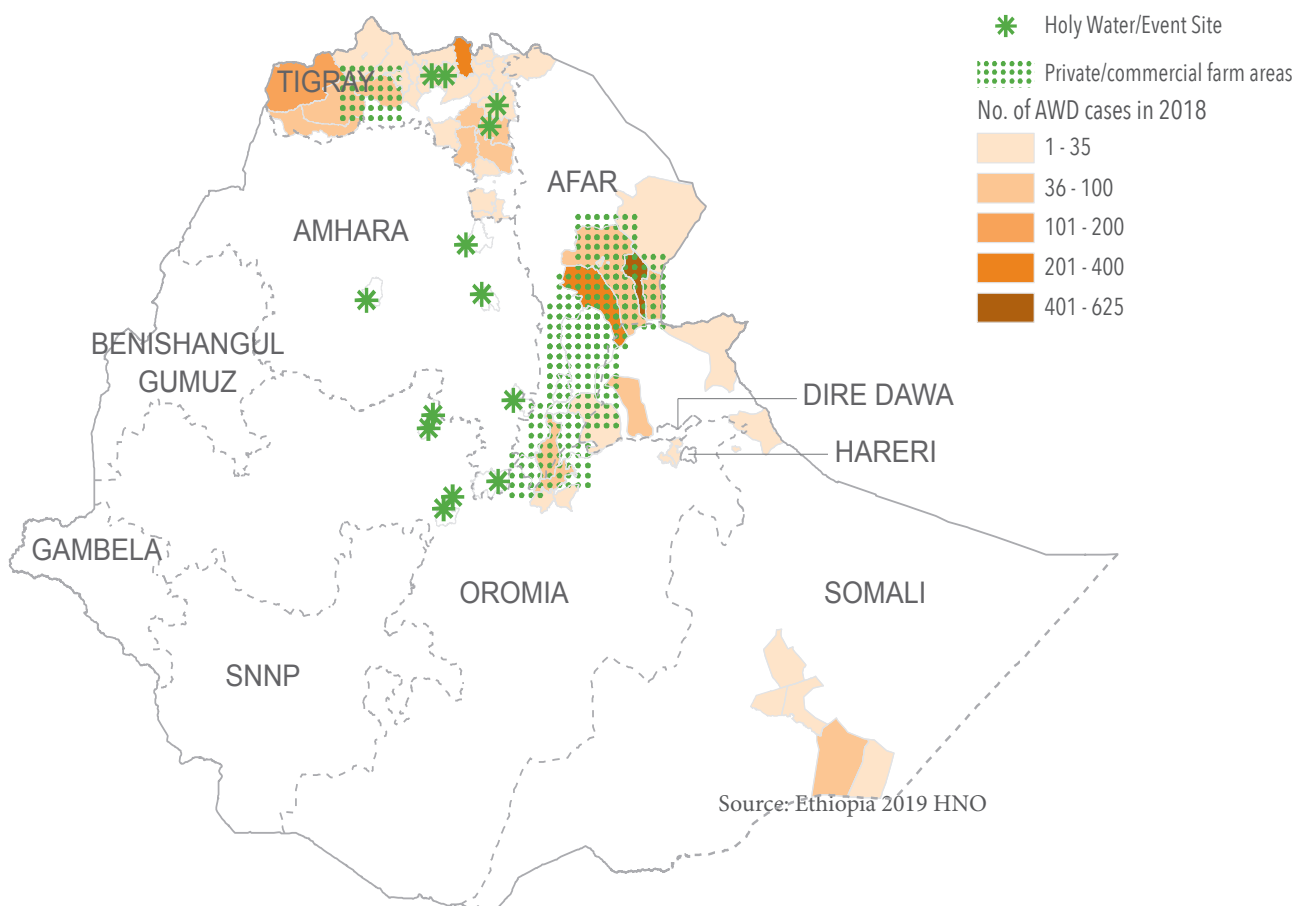 Holy Water/Event Site
Private/commercial farm areas
No. of AWD cases in 2018
1 - 35
36 - 100
101 - 200
201 - 400
401 - 625
TIGRAY
AFAR
AMHARA
BENISHANGUL
GUMUZ
DIRE DAWA
HARERI
GAMBELA
OROMIA
SOMALI
SNNP
Source: Ethiopia 2019 HNO